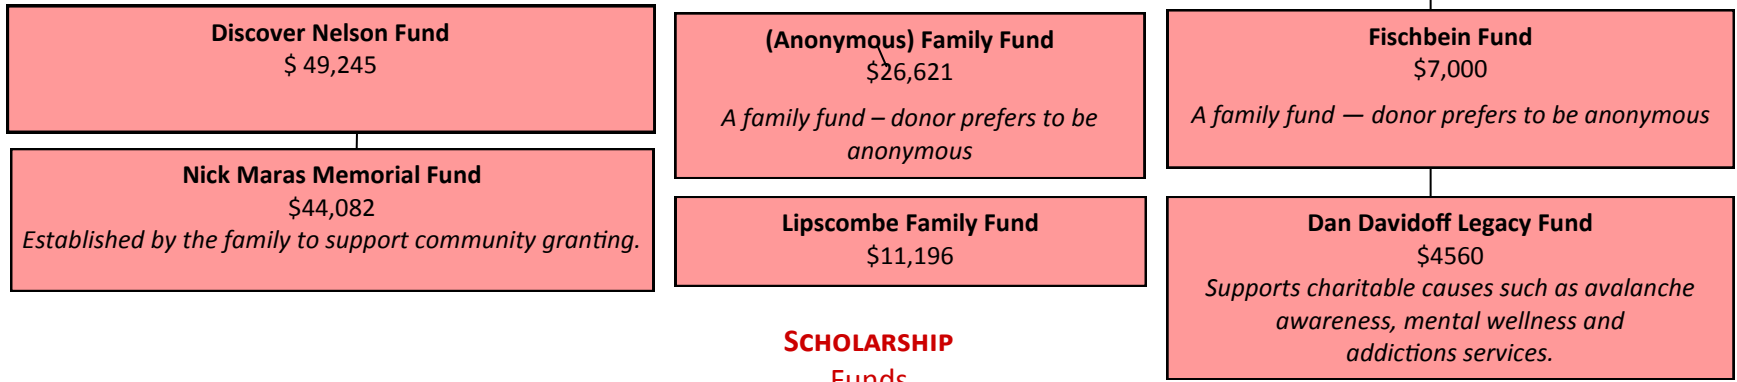 Discover Nelson Fund
$ 49,245
Nick Maras Memorial Fund
$44,082
Established by the family to support community granting.
(Anonymous) Family Fund
$26,621
A family fund – donor prefers to be
anonymous
Lipscombe Family Fund
$11,196
SCHOLARSHIP
Funds
Fischbein Fund
$7,000
A family fund — donor prefers to be anonymous
Dan Davidoff Legacy Fund
$4560
Supports charitable causes such as avalanche
awareness, mental wellness and
addictions services.